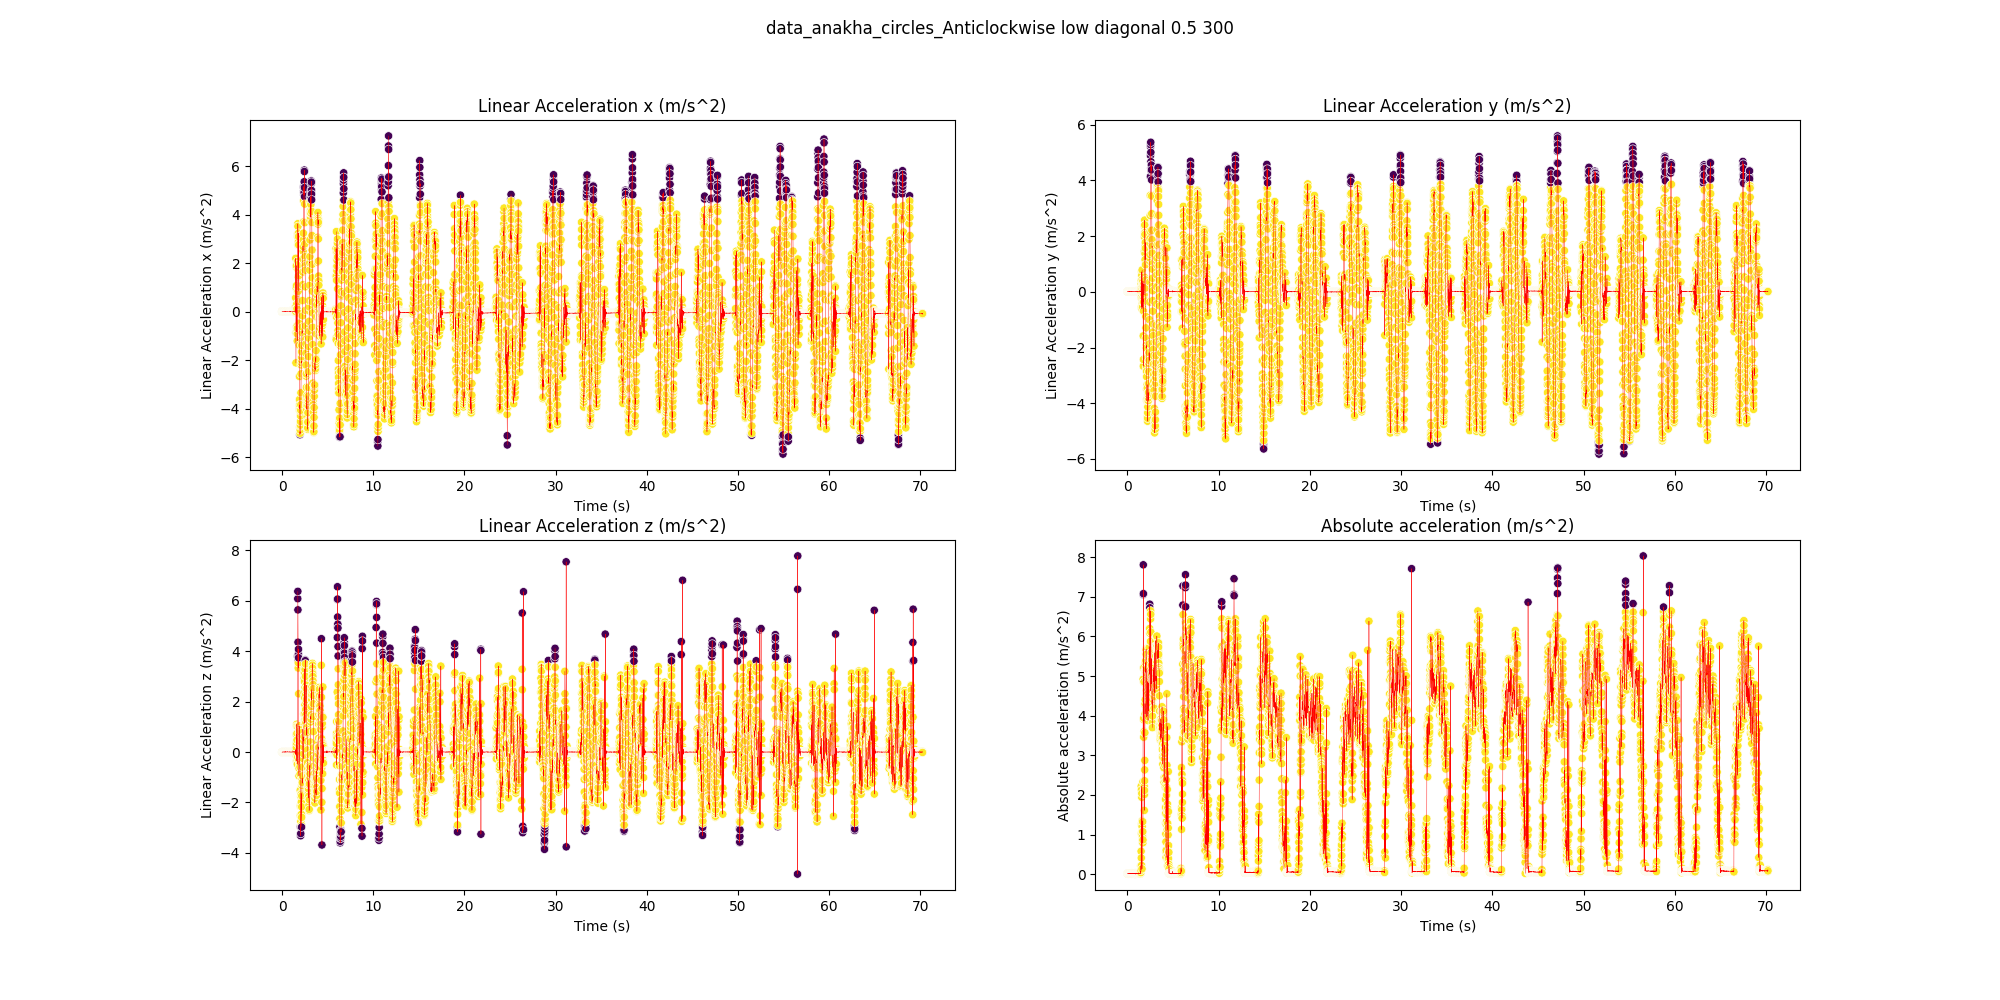 data_anakha_circles_Anticlockwise low diagonal 0.5 300
Linear Acceleration x (m/s^2)
Linear Acceleration x (m/s^2)
6
4
2
0
−2
−4
−6
0 10 20 30 40 50 60 70
Time (s)
Linear Acceleration y (m/s^2)
Linear Acceleration y (m/s^2)
6
4
2
0
−2
−4
−6
0 10 20 30 40 50 60 70
Time (s)
Linear Acceleration z (m/s^2)
Linear Acceleration z (m/s^2)
8
6
4
2
0
−2
−4
0 10 20 30 40 50 60 70
Time (s)
Absolute acceleration (m/s^2)
Absolute acceleration (m/s^2)
8
7
6
5
4
3
2
1
0
0 10 20 30 40 50 60 70
Time (s)